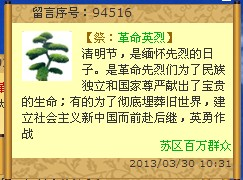 留言序号：94516
【祭：革命英烈】
清明节，是缅怀先烈的日
子。是革命先烈们为了民族
独立和国家尊严献出了宝贵
的生命；有的为了彻底埋葬旧世界，建
立社会主义新中国而前赴后继，英勇作
战
苏区百万群众
2013/03/30 10:31